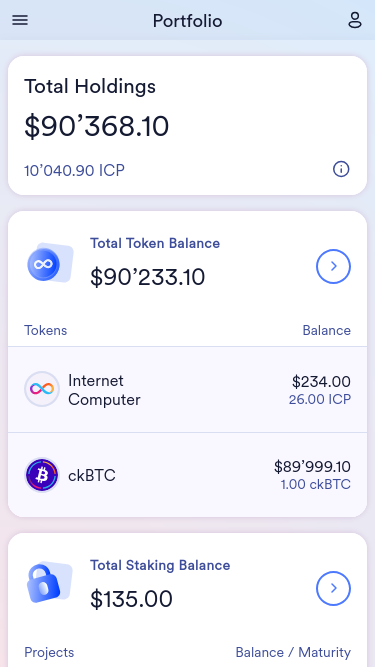 Portfolio
Total Holdings
$90’368.10
10’040.90 ICP
Total Token Balance
$90’233.10
Tokens Balance
Internet Computer
$234.00
26.00 ICP
ckBTC
$89’999.10
1.00 ckBTC
Total Staking Balance
$135.00
Projects Balance / Maturity